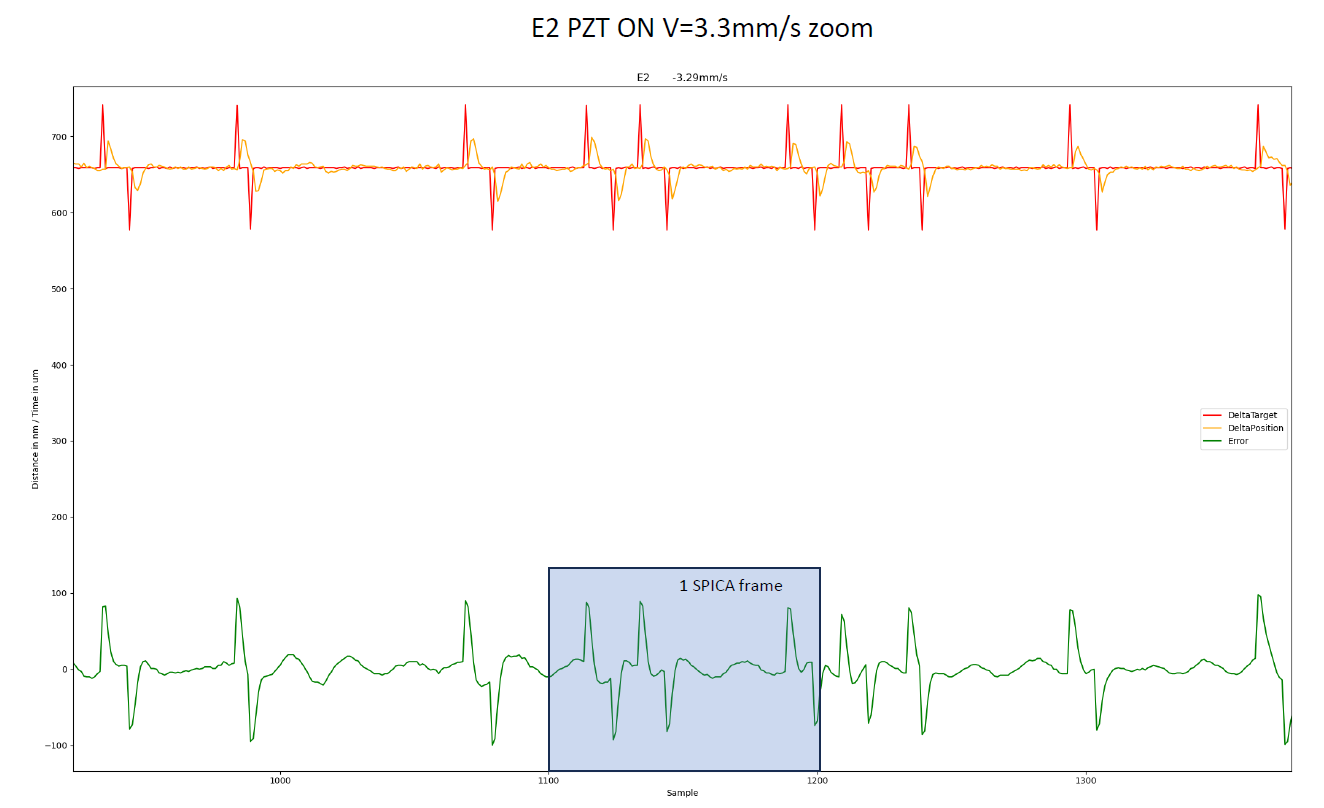 E2 PZT ON V=3.3mm/s zoom
E2 -3.29mm/s
700
600
500
400
300
200
100
0
−100
Distance in nm / Time in um
DeltaTarget
DeltaPosition
Error
1 SPICA frame
1000 1100 1200 1300
Sample